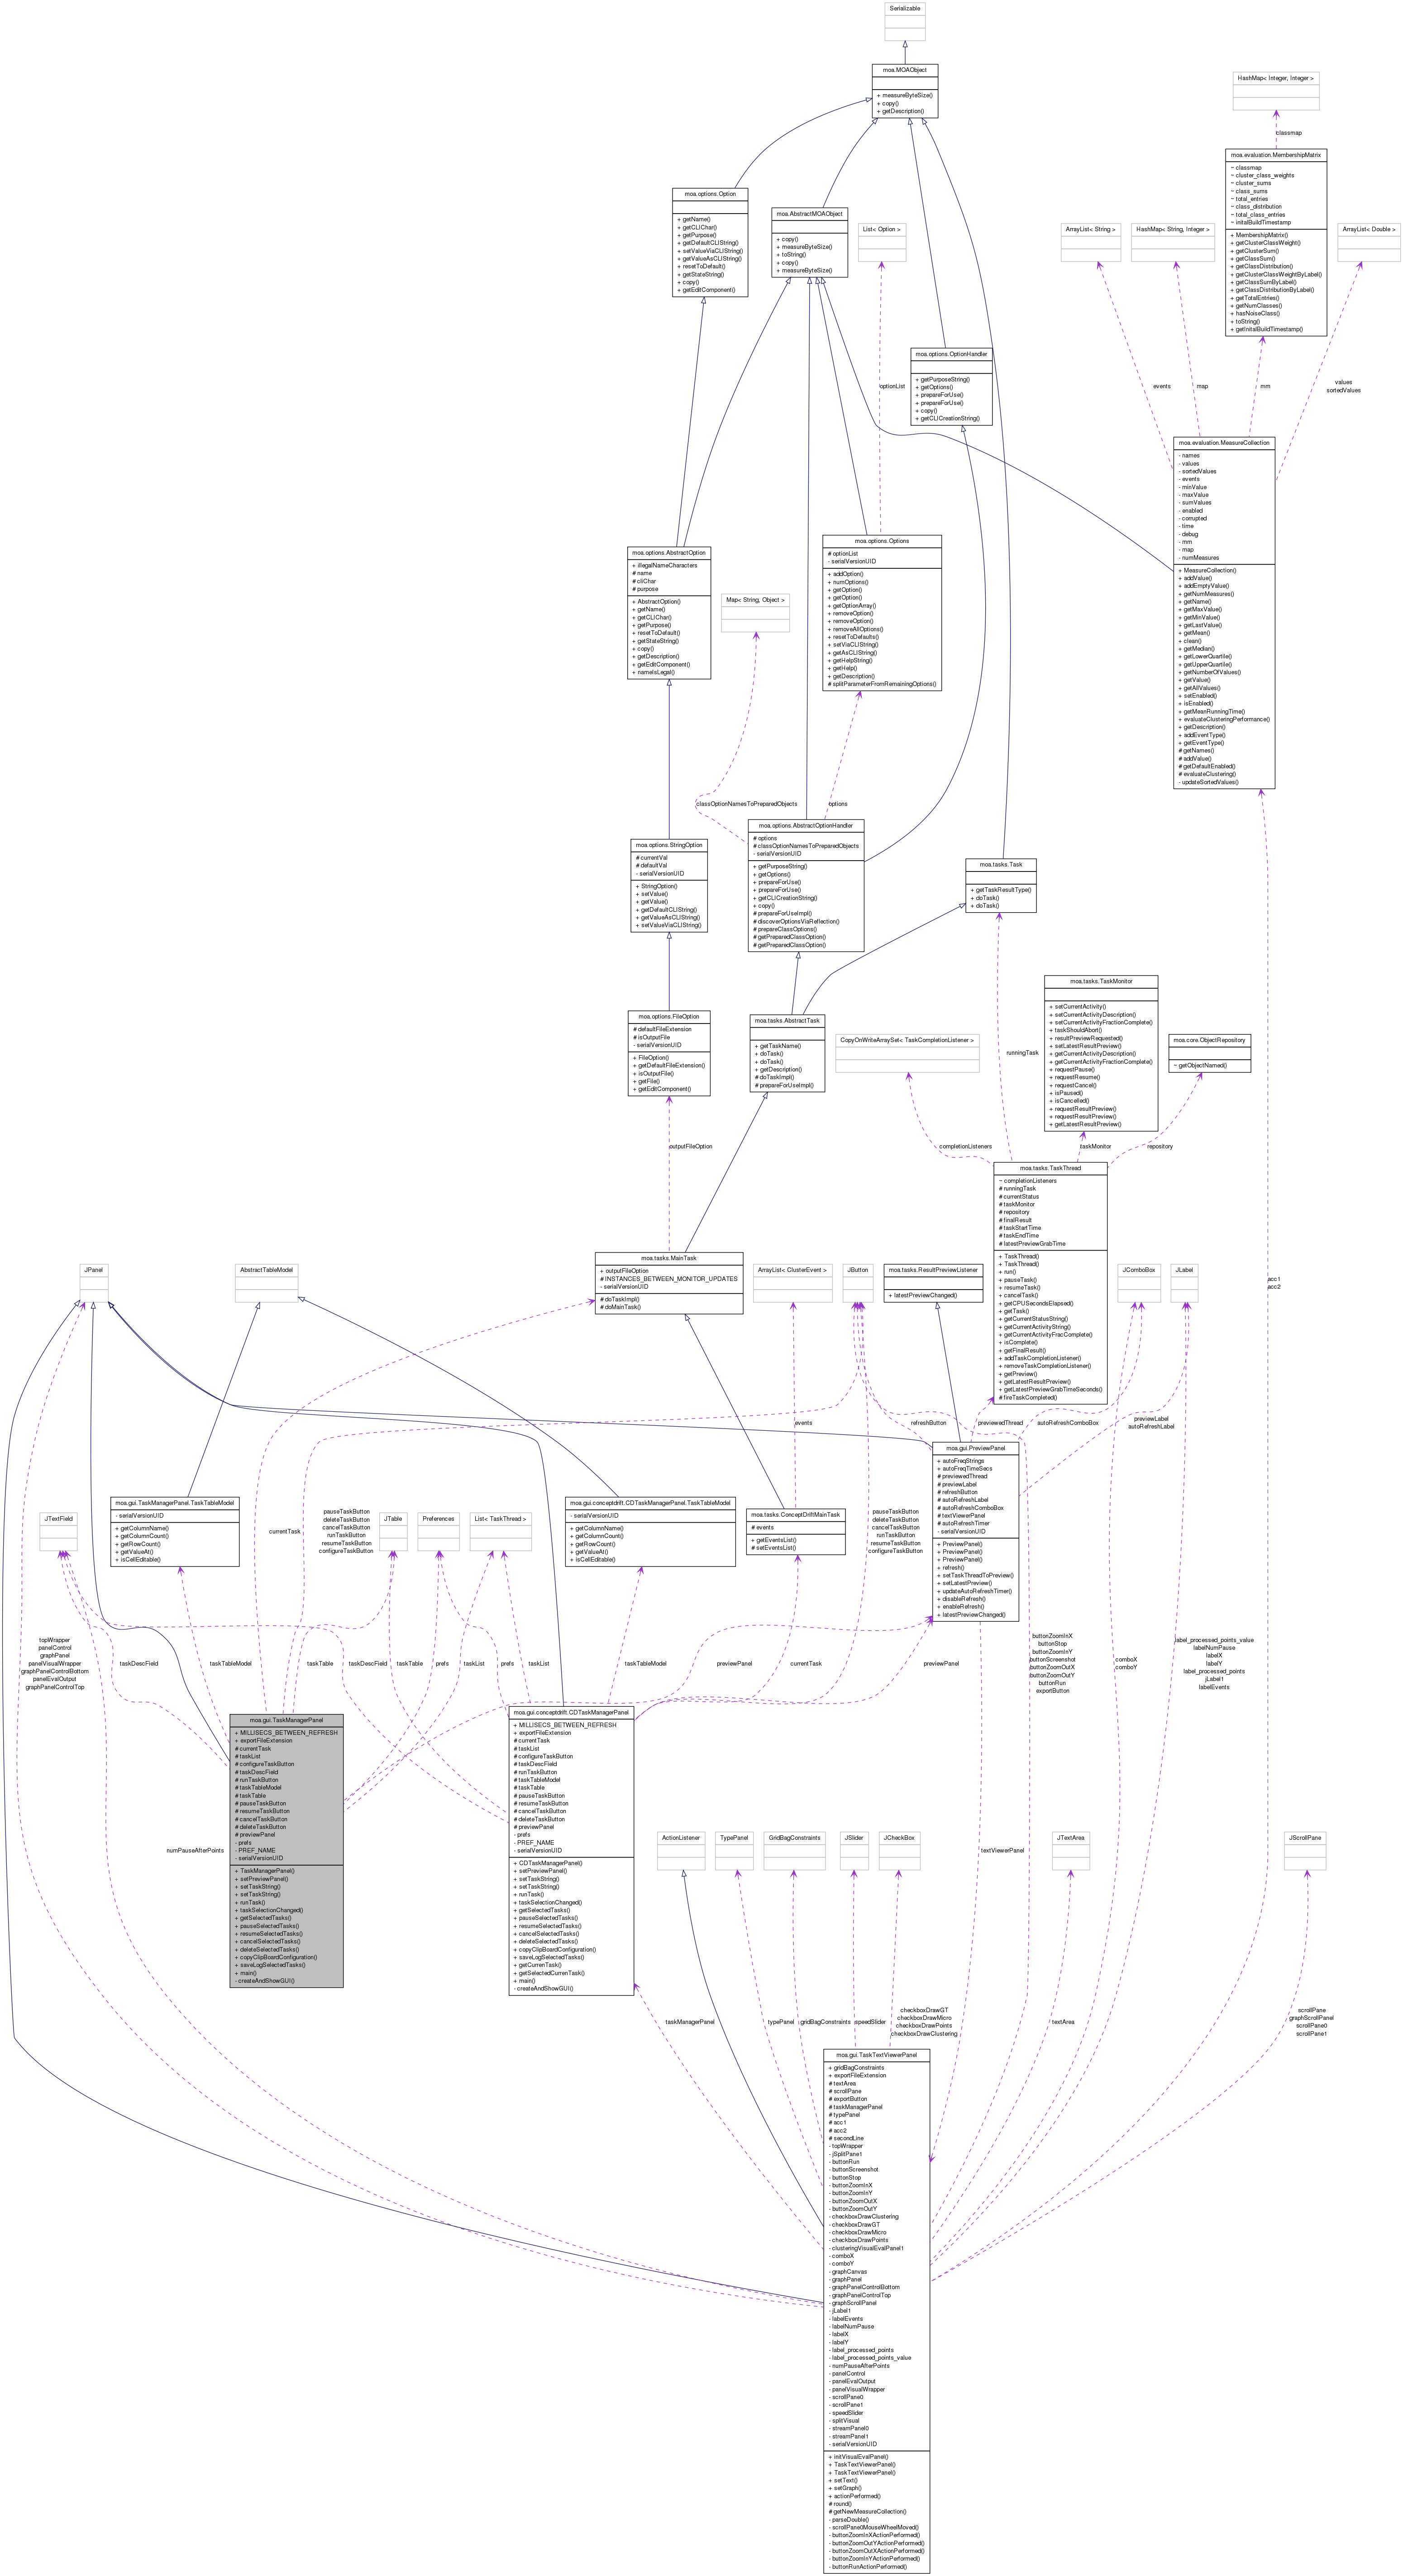 Serializable
moa.MOAObject
+ measureByteSize()
+ copy()
+ getDescription()
HashMap< Integer, Integer >
classmap
moa.evaluation.MembershipMatrix
~ classmap
~ cluster_class_weights
~ cluster_sums
~ class_sums
~ total_entries
~ class_distribution
~ total_class_entries
~ initalBuildTimestamp
+ MembershipMatrix()
+ getClusterClassWeight()
+ getClusterSum()
+ getClassSum()
+ getClassDistribution()
+ getClusterClassWeightByLabel()
+ getClassSumByLabel()
+ getClassDistributionByLabel()
+ getTotalEntries()
+ getNumClasses()
+ hasNoiseClass()
+ toString()
+ getInitalBuildTimestamp()
moa.options.Option
+ getName()
+ getCLIChar()
+ getPurpose()
+ getDefaultCLIString()
+ setValueViaCLIString()
+ getValueAsCLIString()
+ resetToDefault()
+ getStateString()
+ copy()
+ getEditComponent()
moa.AbstractMOAObject
+ copy()
+ measureByteSize()
+ toString()
+ copy()
+ measureByteSize()
List< Option >
ArrayList< String >
HashMap< String, Integer >
ArrayList< Double >
optionList
moa.options.OptionHandler
+ getPurposeString()
+ getOptions()
+ prepareForUse()
+ prepareForUse()
+ copy()
+ getCLICreationString()
events
map
mm
values
sortedValues
moa.evaluation.MeasureCollection
- names
- values
- sortedValues
- events
- minValue
- maxValue
- sumValues
- enabled
- corrupted
- time
- debug
- mm
- map
- numMeasures
+ MeasureCollection()
+ addValue()
+ addEmptyValue()
+ getNumMeasures()
+ getName()
+ getMaxValue()
+ getMinValue()
+ getLastValue()
+ getMean()
+ clean()
+ getMedian()
+ getLowerQuartile()
+ getUpperQuartile()
+ getNumberOfValues()
+ getValue()
+ getAllValues()
+ setEnabled()
+ isEnabled()
+ getMeanRunningTime()
+ evaluateClusteringPerformance()
+ getDescription()
+ addEventType()
+ getEventType()
# getNames()
# addValue()
# getDefaultEnabled()
# evaluateClustering()
- updateSortedValues()
moa.options.AbstractOption
+ illegalNameCharacters
# name
# cliChar
# purpose
+ AbstractOption()
+ getName()
+ getCLIChar()
+ getPurpose()
+ resetToDefault()
+ getStateString()
+ copy()
+ getDescription()
+ getEditComponent()
+ nameIsLegal()
moa.options.Options
# optionList
- serialVersionUID
+ addOption()
+ numOptions()
+ getOption()
+ getOption()
+ getOptionArray()
+ removeOption()
+ removeOption()
+ removeAllOptions()
+ resetToDefaults()
+ setViaCLIString()
+ getAsCLIString()
+ getHelpString()
+ getHelp()
+ getDescription()
# splitParameterFromRemainingOptions()
Map< String, Object >
classOptionNamesToPreparedObjects
options
moa.options.AbstractOptionHandler
# options
# classOptionNamesToPreparedObjects
- serialVersionUID
+ getPurposeString()
+ getOptions()
+ prepareForUse()
+ prepareForUse()
+ getCLICreationString()
+ copy()
# prepareForUseImpl()
# discoverOptionsViaReflection()
# prepareClassOptions()
# getPreparedClassOption()
# getPreparedClassOption()
moa.options.StringOption
# currentVal
# defaultVal
- serialVersionUID
+ StringOption()
+ setValue()
+ getValue()
+ getDefaultCLIString()
+ getValueAsCLIString()
+ setValueViaCLIString()
moa.tasks.Task
+ getTaskResultType()
+ doTask()
+ doTask()
moa.tasks.TaskMonitor
+ setCurrentActivity()
+ setCurrentActivityDescription()
+ setCurrentActivityFractionComplete()
+ taskShouldAbort()
+ resultPreviewRequested()
+ setLatestResultPreview()
+ getCurrentActivityDescription()
+ getCurrentActivityFractionComplete()
+ requestPause()
+ requestResume()
+ requestCancel()
+ isPaused()
+ isCancelled()
+ requestResultPreview()
+ requestResultPreview()
+ getLatestResultPreview()
moa.options.FileOption
# defaultFileExtension
# isOutputFile
- serialVersionUID
+ FileOption()
+ getDefaultFileExtension()
+ isOutputFile()
+ getFile()
+ getEditComponent()
moa.tasks.AbstractTask
+ getTaskName()
+ doTask()
+ doTask()
+ getDescription()
# doTaskImpl()
# prepareForUseImpl()
CopyOnWriteArraySet< TaskCompletionListener >
moa.core.ObjectRepository
~ getObjectNamed()
runningTask
outputFileOption
completionListeners
taskMonitor
repository
moa.tasks.TaskThread
~ completionListeners
# runningTask
# currentStatus
# taskMonitor
# repository
# finalResult
# taskStartTime
# taskEndTime
# latestPreviewGrabTime
+ TaskThread()
+ TaskThread()
+ run()
+ pauseTask()
+ resumeTask()
+ cancelTask()
+ getCPUSecondsElapsed()
+ getTask()
+ getCurrentStatusString()
+ getCurrentActivityString()
+ getCurrentActivityFracComplete()
+ isComplete()
+ getFinalResult()
+ addTaskCompletionListener()
+ removeTaskCompletionListener()
+ getPreview()
+ getLatestResultPreview()
+ getLatestPreviewGrabTimeSeconds()
# fireTaskCompleted()
JPanel
AbstractTableModel
moa.tasks.MainTask
+ outputFileOption
# INSTANCES_BETWEEN_MONITOR_UPDATES
- serialVersionUID
# doTaskImpl()
# doMainTask()
ArrayList< ClusterEvent >
JButton
moa.tasks.ResultPreviewListener
+ latestPreviewChanged()
JComboBox
JLabel
acc1
acc2
events
refreshButton
previewedThread
autoRefreshComboBox
previewLabel
autoRefreshLabel
moa.gui.PreviewPanel
+ autoFreqStrings
+ autoFreqTimeSecs
# previewedThread
# previewLabel
# refreshButton
# autoRefreshLabel
# autoRefreshComboBox
# textViewerPanel
# autoRefreshTimer
- serialVersionUID
+ PreviewPanel()
+ PreviewPanel()
+ PreviewPanel()
+ refresh()
+ setTaskThreadToPreview()
+ setLatestPreview()
+ updateAutoRefreshTimer()
+ disableRefresh()
+ enableRefresh()
+ latestPreviewChanged()
JTextField
moa.gui.TaskManagerPanel.TaskTableModel
- serialVersionUID
+ getColumnName()
+ getColumnCount()
+ getRowCount()
+ getValueAt()
+ isCellEditable()
currentTask
pauseTaskButton
deleteTaskButton
cancelTaskButton
runTaskButton
resumeTaskButton
configureTaskButton
JTable
Preferences
List< TaskThread >
moa.gui.conceptdrift.CDTaskManagerPanel.TaskTableModel
- serialVersionUID
+ getColumnName()
+ getColumnCount()
+ getRowCount()
+ getValueAt()
+ isCellEditable()
moa.tasks.ConceptDriftMainTask
# events
+ getEventsList()
# setEventsList()
pauseTaskButton
deleteTaskButton
cancelTaskButton
runTaskButton
resumeTaskButton
configureTaskButton
topWrapper
panelControl
graphPanel
panelVisualWrapper
graphPanelControlBottom
panelEvalOutput
graphPanelControlTop
taskDescField
taskTableModel
taskTable
taskDescField
taskTable
prefs
taskList
prefs
taskList
taskTableModel
previewPanel
currentTask
previewPanel
buttonZoomInX
buttonStop
buttonZoomInY
buttonScreenshot
buttonZoomOutX
buttonZoomOutY
buttonRun
exportButton
comboX
comboY
label_processed_points_value
labelNumPause
labelX
labelY
label_processed_points
jLabel1
labelEvents
moa.gui.TaskManagerPanel
+ MILLISECS_BETWEEN_REFRESH
+ exportFileExtension
# currentTask
# taskList
# configureTaskButton
# taskDescField
# runTaskButton
# taskTableModel
# taskTable
# pauseTaskButton
# resumeTaskButton
# cancelTaskButton
# deleteTaskButton
# previewPanel
- prefs
- PREF_NAME
- serialVersionUID
+ TaskManagerPanel()
+ setPreviewPanel()
+ setTaskString()
+ setTaskString()
+ runTask()
+ taskSelectionChanged()
+ getSelectedTasks()
+ pauseSelectedTasks()
+ resumeSelectedTasks()
+ cancelSelectedTasks()
+ deleteSelectedTasks()
+ copyClipBoardConfiguration()
+ saveLogSelectedTasks()
+ main()
- createAndShowGUI()
numPauseAfterPoints
moa.gui.conceptdrift.CDTaskManagerPanel
+ MILLISECS_BETWEEN_REFRESH
+ exportFileExtension
# currentTask
# taskList
# configureTaskButton
# taskDescField
# runTaskButton
# taskTableModel
# taskTable
# pauseTaskButton
# resumeTaskButton
# cancelTaskButton
# deleteTaskButton
# previewPanel
- prefs
- PREF_NAME
- serialVersionUID
+ CDTaskManagerPanel()
+ setPreviewPanel()
+ setTaskString()
+ setTaskString()
+ runTask()
+ taskSelectionChanged()
+ getSelectedTasks()
+ pauseSelectedTasks()
+ resumeSelectedTasks()
+ cancelSelectedTasks()
+ deleteSelectedTasks()
+ copyClipBoardConfiguration()
+ saveLogSelectedTasks()
+ getCurrenTask()
+ getSelectedCurrenTask()
+ main()
- createAndShowGUI()
ActionListener
TypePanel
GridBagConstraints
JSlider
JCheckBox
textViewerPanel
JTextArea
JScrollPane
taskManagerPanel
typePanel
gridBagConstraints
speedSlider
checkboxDrawGT
checkboxDrawMicro
checkboxDrawPoints
checkboxDrawClustering
textArea
scrollPane
graphScrollPanel
scrollPane0
scrollPane1
moa.gui.TaskTextViewerPanel
+ gridBagConstraints
+ exportFileExtension
# textArea
# scrollPane
# exportButton
# taskManagerPanel
# typePanel
# acc1
# acc2
# secondLine
- topWrapper
- jSplitPane1
- buttonRun
- buttonScreenshot
- buttonStop
- buttonZoomInX
- buttonZoomInY
- buttonZoomOutX
- buttonZoomOutY
- checkboxDrawClustering
- checkboxDrawGT
- checkboxDrawMicro
- checkboxDrawPoints
- clusteringVisualEvalPanel1
- comboX
- comboY
- graphCanvas
- graphPanel
- graphPanelControlBottom
- graphPanelControlTop
- graphScrollPanel
- jLabel1
- labelEvents
- labelNumPause
- labelX
- labelY
- label_processed_points
- label_processed_points_value
- numPauseAfterPoints
- panelControl
- panelEvalOutput
- panelVisualWrapper
- scrollPane0
- scrollPane1
- speedSlider
- splitVisual
- streamPanel0
- streamPanel1
- serialVersionUID
+ initVisualEvalPanel()
+ TaskTextViewerPanel()
+ TaskTextViewerPanel()
+ setText()
+ setGraph()
+ actionPerformed()
# round()
# getNewMeasureCollection()
- parseDouble()
- scrollPane0MouseWheelMoved()
- buttonZoomInXActionPerformed()
- buttonZoomOutYActionPerformed()
- buttonZoomOutXActionPerformed()
- buttonZoomInYActionPerformed()
- buttonRunActionPerformed()